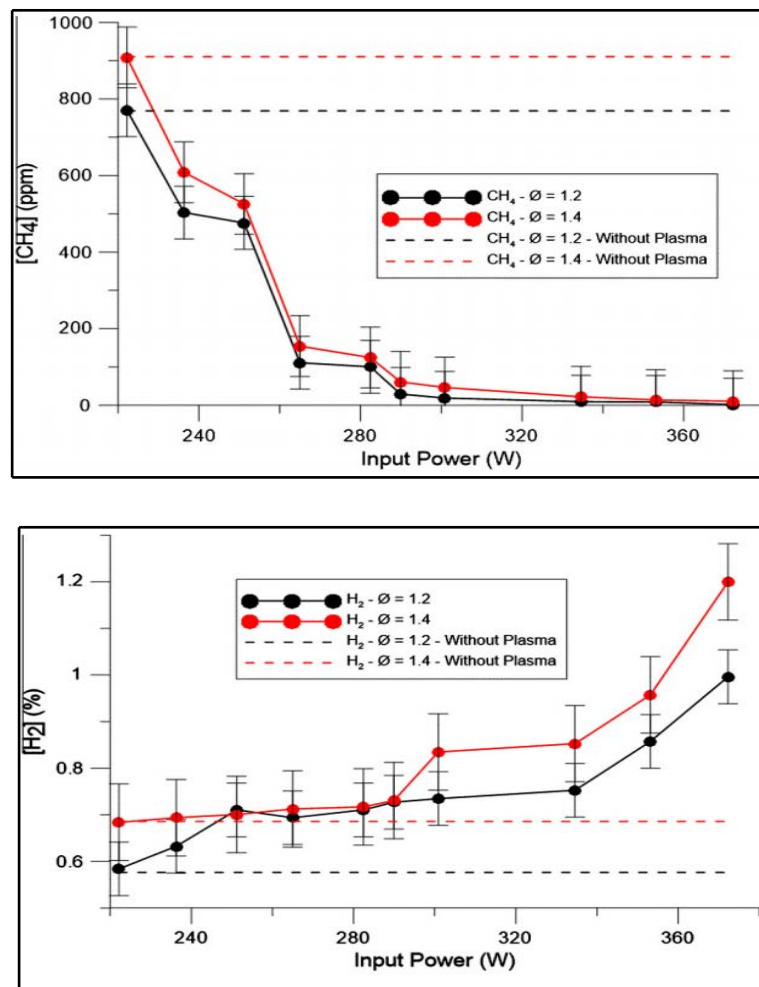 1000
800
600
400
200
0
[CH₄] (ppm)
CH₄ - Ø = 1.2
CH₄ - Ø = 1.4
CH₄ - Ø = 1.2 - Without Plasma
CH₄ - Ø = 1.4 - Without Plasma
240 280 320 360
Input Power (W)
1.2
1
0.8
0.6
[H2] (%)
H₂ - Ø = 1.2
H₂ - Ø = 1.4
H₂ - Ø = 1.2 - Without Plasma
H₂ - Ø = 1.4 - Without Plasma
240 280 320 360
Input Power (W)